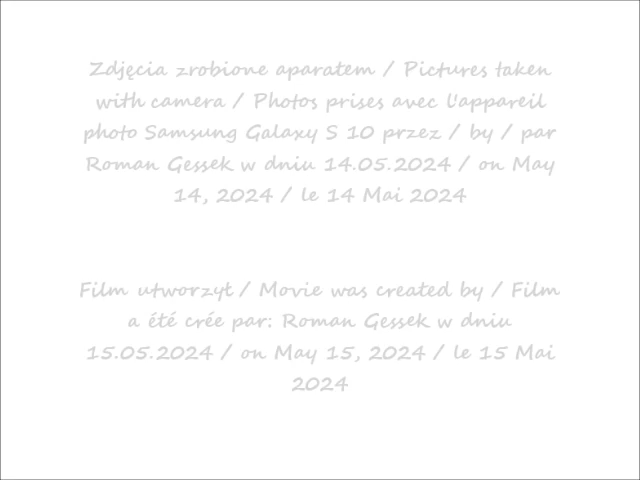 Zdjęcia zrobione aparatem / Pictures taken
with camera / Photos prises avec l'appareil
photo Samsung Galaxy S 10 przez / by / par
Roman Gessek w dniu 14.05.2024 / on May
14, 2024 / le 14 Mai 2024
Film utworzył / Movie was created by / Film
a été crée par: Roman Gessek w dniu
15.05.2024 / on May 15, 2024 / le 15 Mai
2024